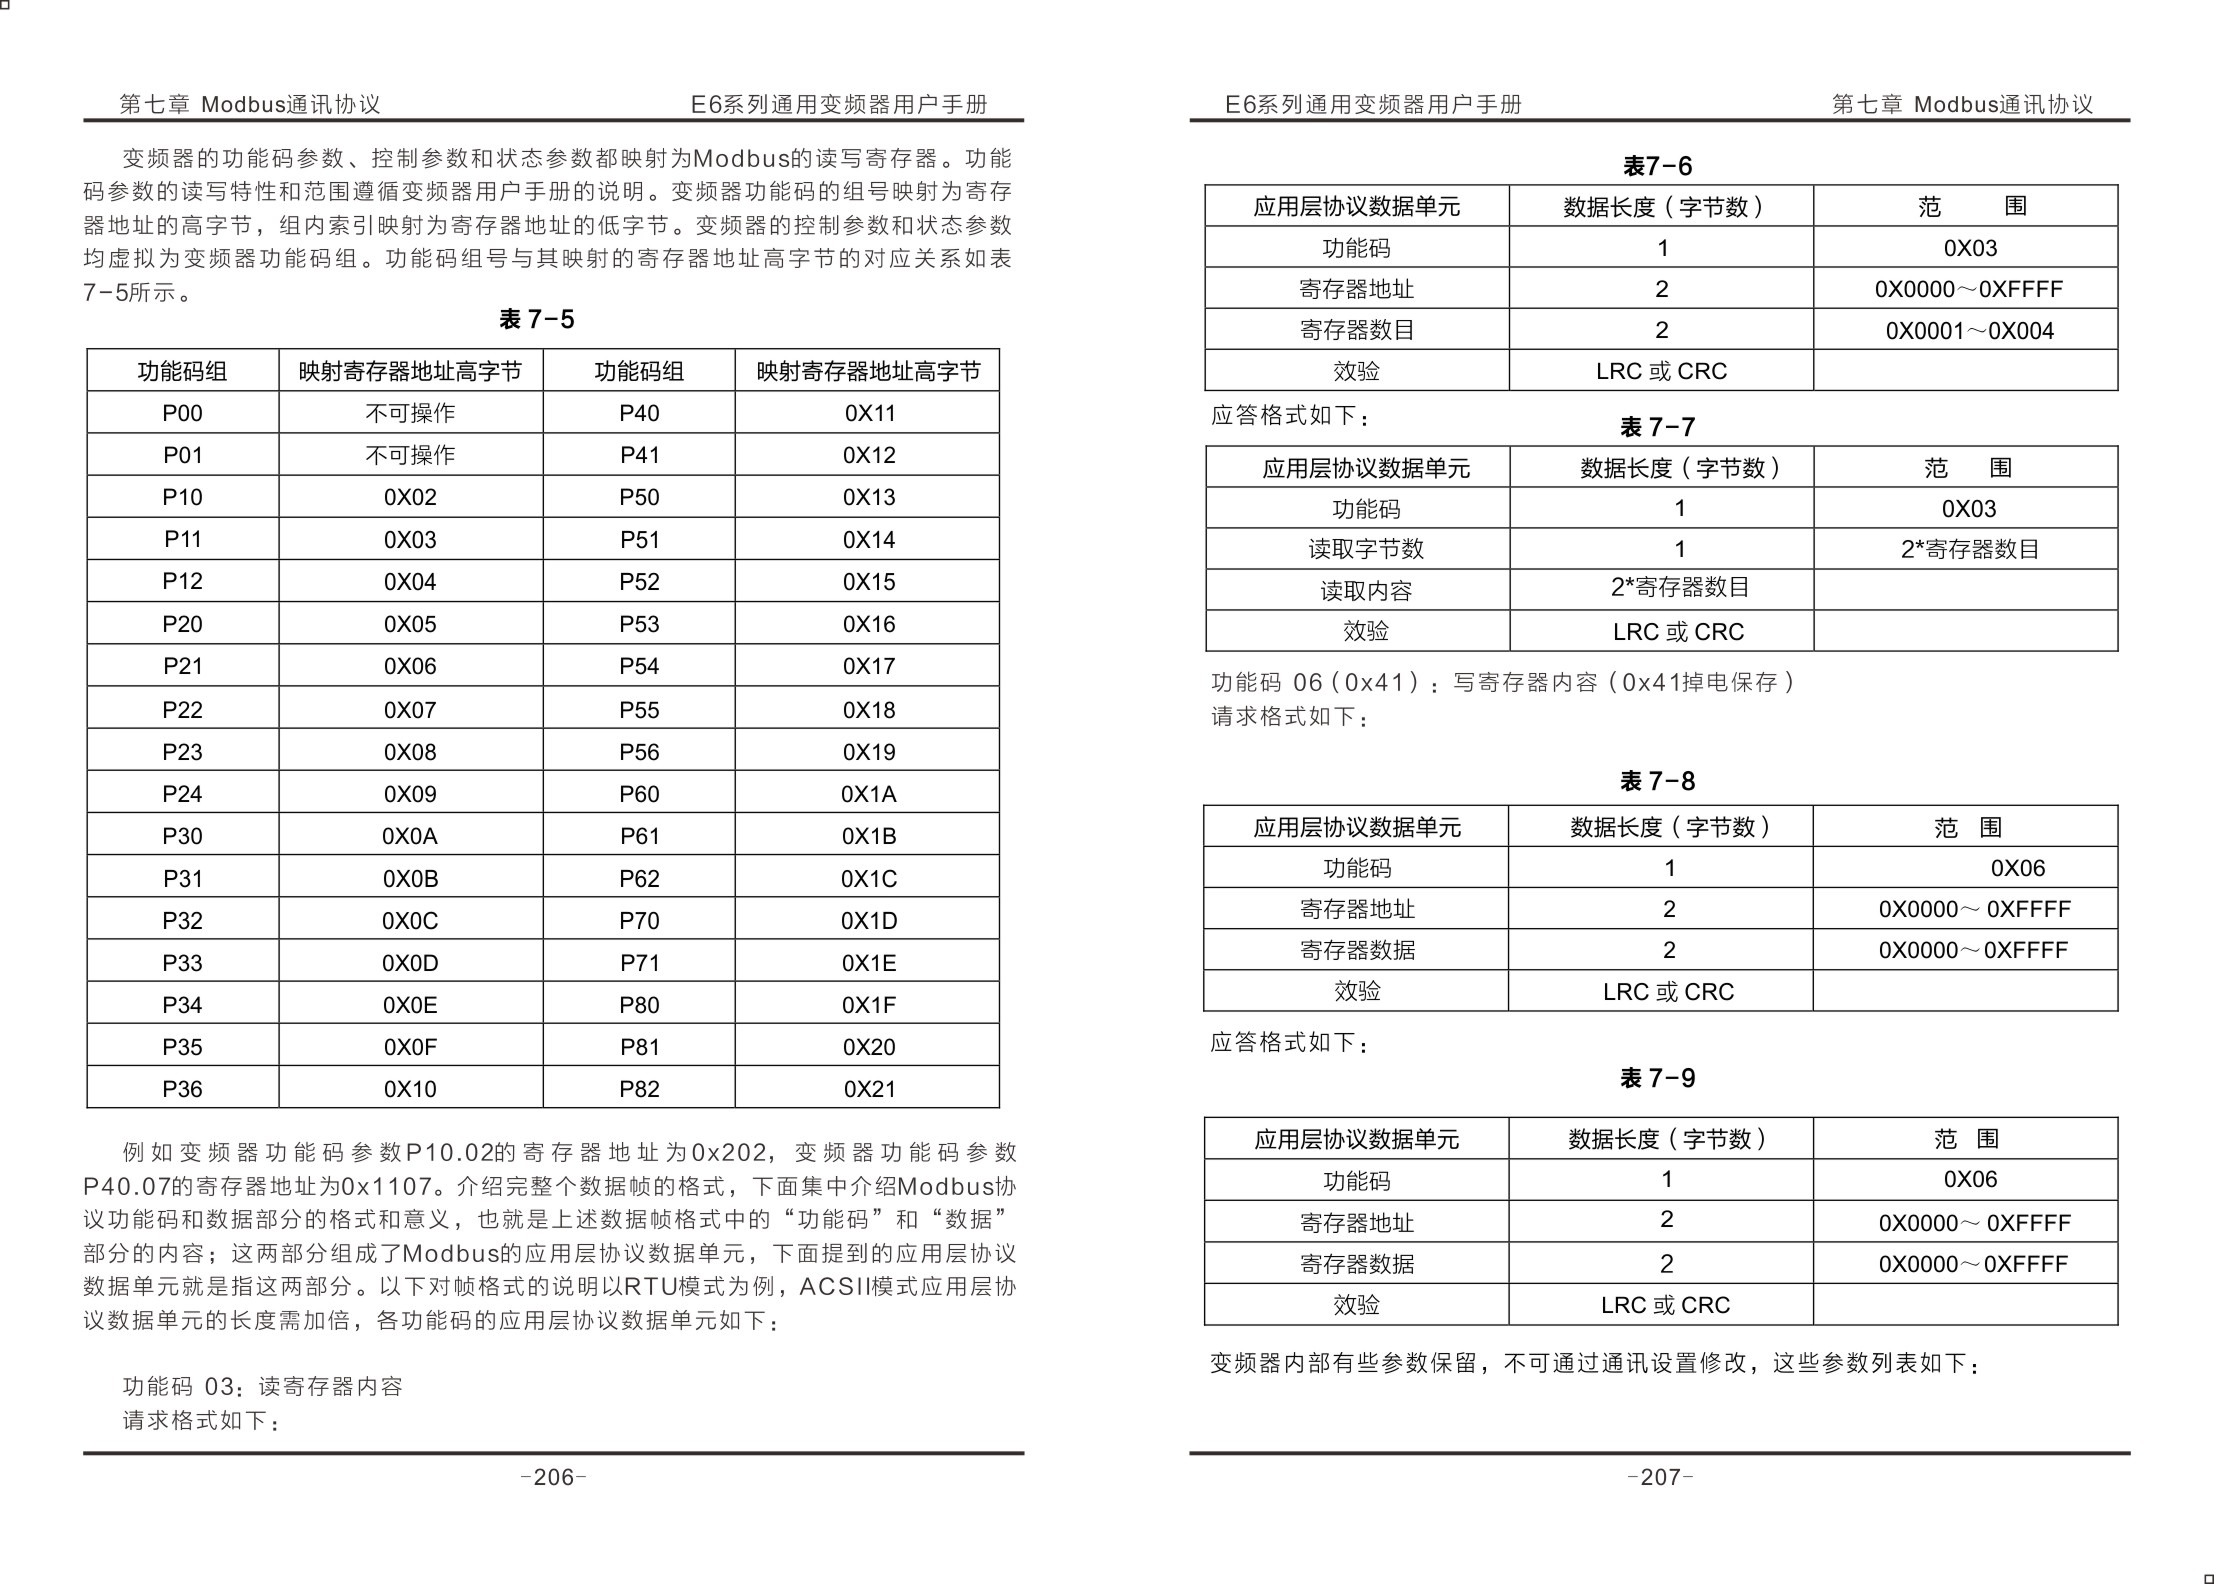 第七章 Modbus通讯协议 E6系列通用变频器用户手册
变频器的功能码参数、控制参数和状态参数都映射为Modbus的读写寄存器。功能
码参数的读写特性和范围遵循变频器用户手册的说明。变频器功能码的组号映射为寄存
器地址的高字节，组内索引映射为寄存器地址的低字节。变频器的控制参数和状态参数
均虚拟为变频器功能码组。功能码组号与其映射的寄存器地址高字节的对应关系如表
7-5所示。
表 7-5
功能码组 映射寄存器地址高字节 功能码组 映射寄存器地址高字节
P00 不可操作 P40 0X11
P01 不可操作 P41 0X12
P10 0X02 P50 0X13
P11 0X03 P51 0X14
P12 0X04 P52 0X15
P20 0X05 P53 0X16
P21 0X06 P54 0X17
P22 0X07 P55 0X18
P23 0X08 P56 0X19
P24 0X09 P60 0X1A
P30 0X0A P61 0X1B
P31 0X0B P62 0X1C
P32 0X0C P70 0X1D
P33 0X0D P71 0X1E
P34 0X0E P80 0X1F
P35 0X0F P81 0X20
P36 0X10 P82 0X21
例如变频器功能码参数P10.02的寄存器地址为0x202，变频器功能码参数
P40.07的寄存器地址为0x1107。介绍完整个数据帧的格式，下面集中介绍Modbus协
议功能码和数据部分的格式和意义，也就是上述数据帧格式中的“功能码”和“数据”
部分的内容；这两部分组成了Modbus的应用层协议数据单元，下面提到的应用层协议
数据单元就是指这两部分。以下对帧格式的说明以RTU模式为例，ACSII模式应用层协
议数据单元的长度需加倍，各功能码的应用层协议数据单元如下：
功能码 03：读寄存器内容
请求格式如下：
-206-
E6系列通用变频器用户手册 第七章 Modbus通讯协议
表7-6
应用层协议数据单元 数据长度（字节数） 范 围
功能码 1 0X03
寄存器地址 2 0X0000～0XFFFF
寄存器数目 2 0X0001～0X004
效验 LRC 或 CRC
应答格式如下：
表 7-7
应用层协议数据单元 数据长度（字节数） 范 围
功能码 1 0X03
读取字节数 1 2*寄存器数目
读取内容 2*寄存器数目
效验 LRC 或 CRC
功能码 06（0x41）：写寄存器内容（0x41掉电保存）
请求格式如下：
表 7-8
应用层协议数据单元 数据长度（字节数） 范 围
功能码 1 0X06
寄存器地址 2 0X0000～ 0XFFFF
寄存器数据 2 0X0000～0XFFFF
效验 LRC 或 CRC
应答格式如下：
表 7-9
应用层协议数据单元 数据长度（字节数） 范 围
功能码 1 0X06
寄存器地址 2 0X0000～ 0XFFFF
寄存器数据 2 0X0000～0XFFFF
效验 LRC 或 CRC
变频器内部有些参数保留，不可通过通讯设置修改，这些参数列表如下：
-207-